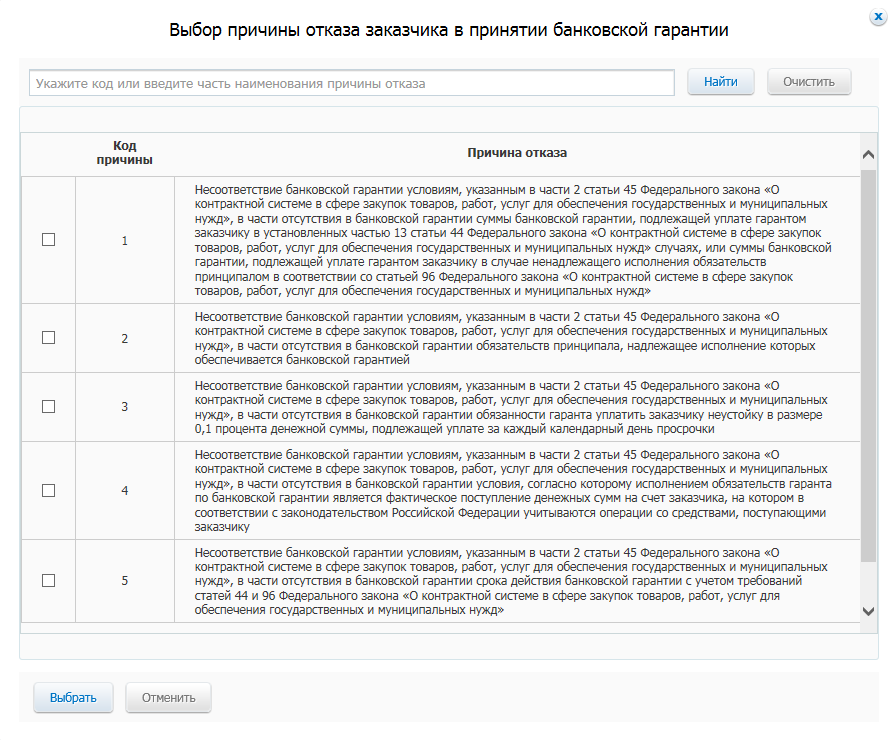 Выбор причины отказа заказчика в принятии банковской гарантии
x
Укажите код или введите часть наименования причины отказа
Найти
Очистить
Код
причины
Причина отказа
1
Несоответствие банковской гарантии условиям, указанным в части 2 статьи 45 Федерального закона «О
контрактной системе в сфере закупок товаров, работ, услуг для обеспечения государственных и муниципальных
нужд», в части отсутствия в банковской гарантии суммы банковской гарантии, подлежащей уплате гарантом
заказчику в установленных частью 13 статьи 44 Федерального закона «О контрактной системе в сфере закупок
товаров, работ, услуг для обеспечения государственных и муниципальных нужд» случаях, или суммы банковской
гарантии, подлежащей уплате гарантом заказчику в случае ненадлежащего исполнения обязательств
принципалом в соответствии со статьей 96 Федерального закона «О контрактной системе в сфере закупок
товаров, работ, услуг для обеспечения государственных и муниципальных нужд»
2
Несоответствие банковской гарантии условиям, указанным в части 2 статьи 45 Федерального закона «О
контрактной системе в сфере закупок товаров, работ, услуг для обеспечения государственных и муниципальных
нужд», в части отсутствия в банковской гарантии обязательств принципала, надлежащее исполнение которых
обеспечивается банковской гарантией
3
Несоответствие банковской гарантии условиям, указанным в части 2 статьи 45 Федерального закона «О
контрактной системе в сфере закупок товаров, работ, услуг для обеспечения государственных и муниципальных
нужд», в части отсутствия в банковской гарантии обязанности гаранта уплатить заказчику неустойку в размере
0,1 процента денежной суммы, подлежащей уплате за каждый календарный день просрочки
4
Несоответствие банковской гарантии условиям, указанным в части 2 статьи 45 Федерального закона «О
контрактной системе в сфере закупок товаров, работ, услуг для обеспечения государственных и муниципальных
нужд», в части отсутствия в банковской гарантии условия, согласно которому исполнением обязательств гаранта
по банковской гарантии является фактическое поступление денежных сумм на счет заказчика, на котором в
соответствии с законодательством Российской Федерации учитываются операции со средствами, поступающими
заказчику
5
Несоответствие банковской гарантии условиям, указанным в части 2 статьи 45 Федерального закона «О
контрактной системе в сфере закупок товаров, работ, услуг для обеспечения государственных и муниципальных
нужд», в части отсутствия в банковской гарантии срока действия банковской гарантии с учетом требований
статей 44 и 96 Федерального закона «О контрактной системе в сфере закупок товаров, работ, услуг для
обеспечения государственных и муниципальных нужд»
Выбрать
Отменить